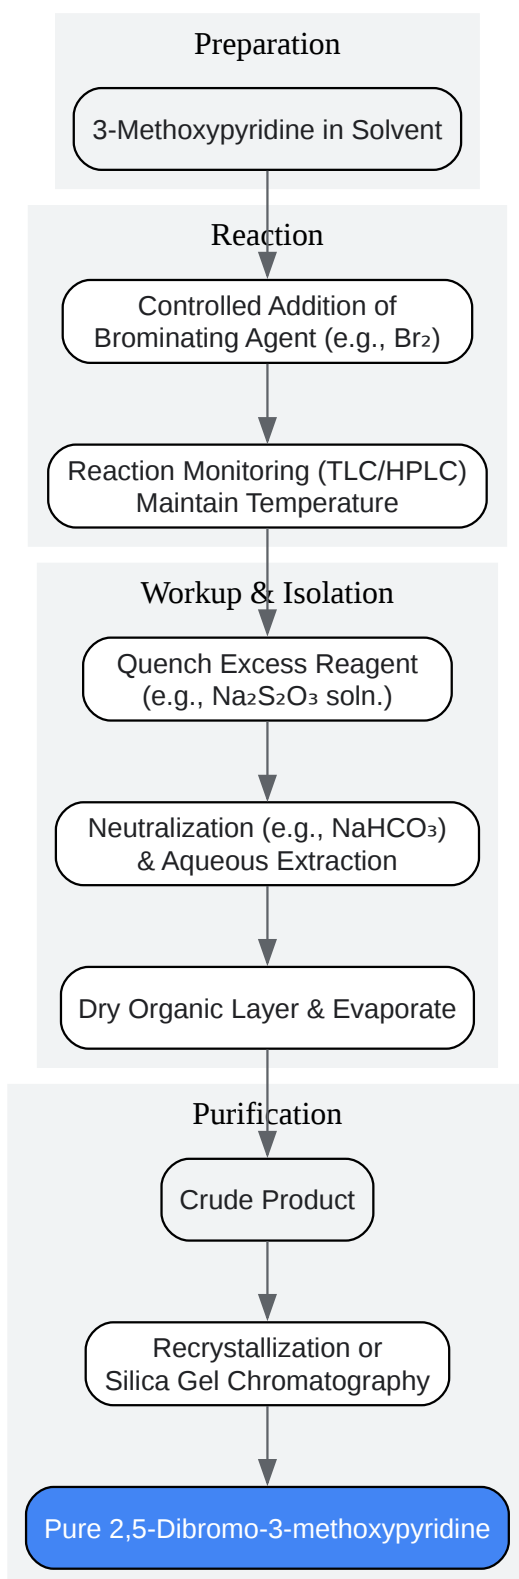 Preparation
3-Methoxypyridine in Solvent
Reaction
Controlled Addition of
Brominating Agent (e.g., Br₂)
Reaction Monitoring (TLC/HPLC)
Maintain Temperature
Workup & Isolation
Quench Excess Reagent
(e.g., Na₂S₂O₃ soln.)
Neutralization (e.g., NaHCO₃)
& Aqueous Extraction
Dry Organic Layer & Evaporate
Purification
Crude Product
Recrystallization or
Silica Gel Chromatography
Pure 2,5-Dibromo-3-methoxypyridine